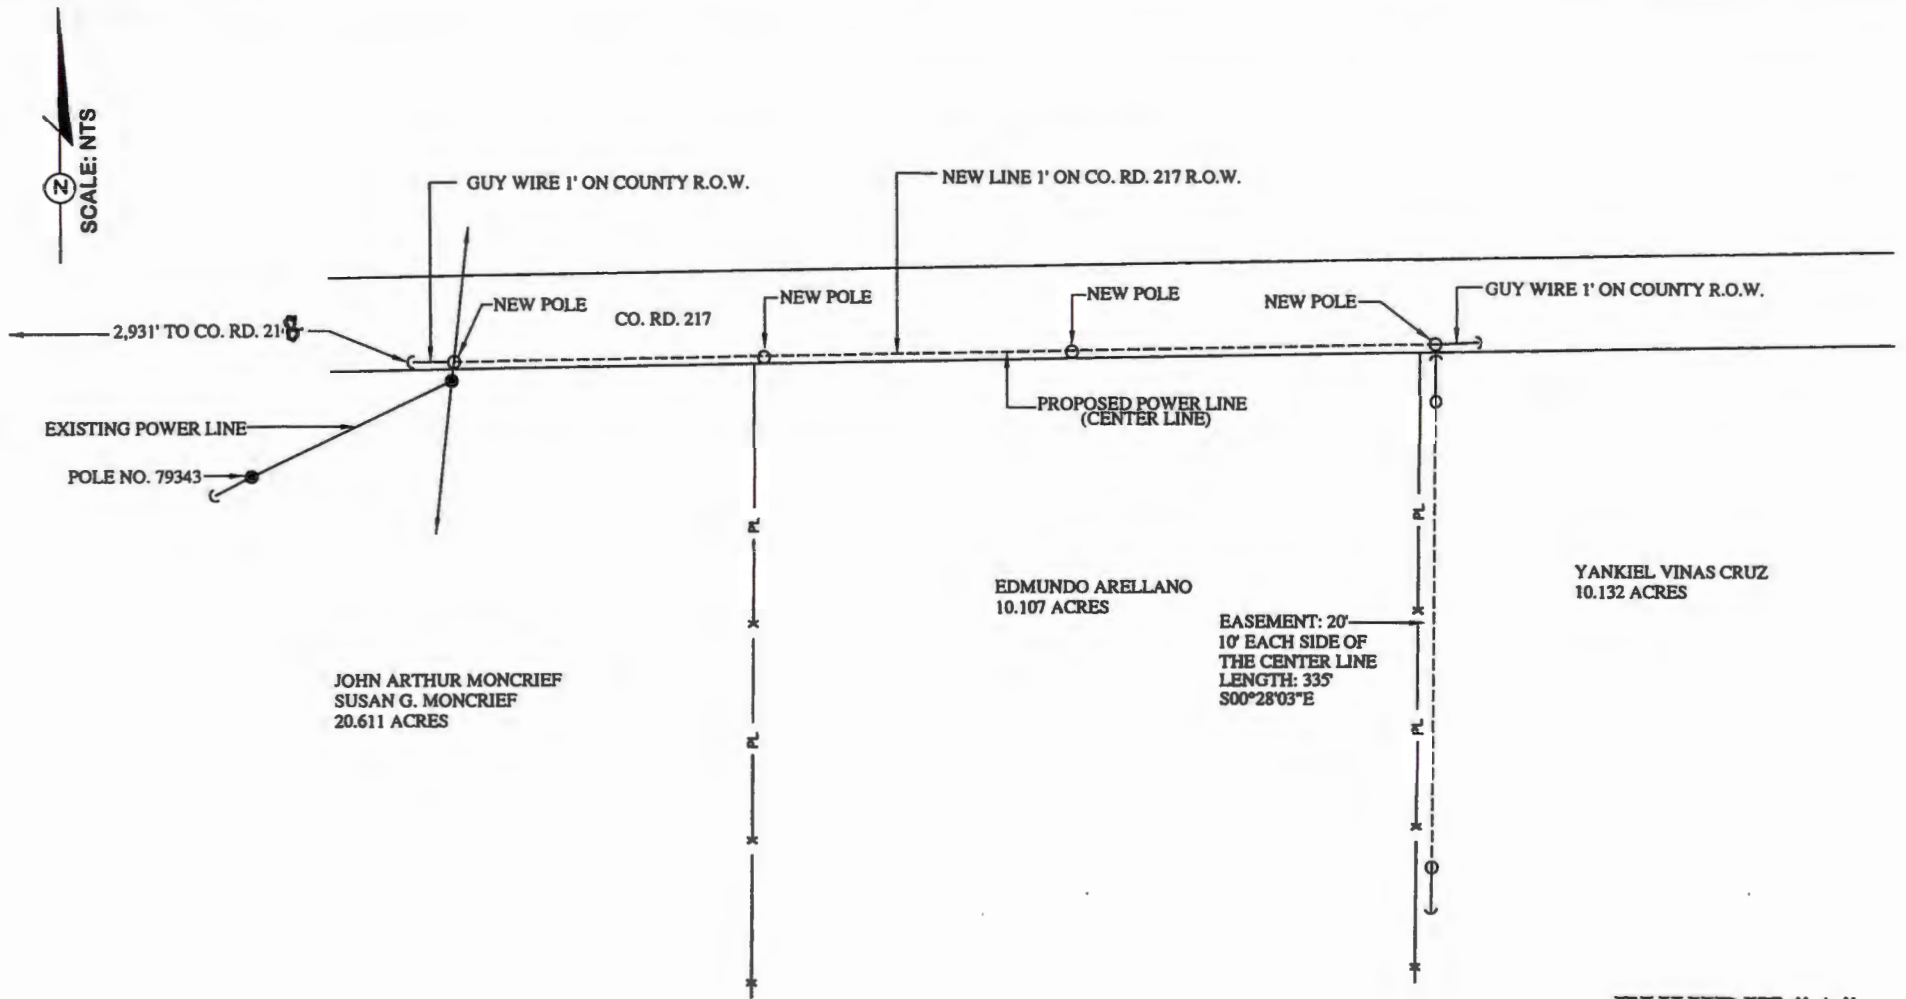 N
SCALE: NTS
GUY WIRE 1' ON COUNTY R.O.W.
NEW LINE 1' ON CO. RD. 217 R.O.W.
NEW POLE
CO. RD. 217
NEW POLE
NEW POLE
NEW POLE
GUY WIRE 1' ON COUNTY R.O.W.
2,931' TO CO. RD. 218
PROPOSED POWER LINE
(CENTER LINE)
EXISTING POWER LINE
POLE NO. 79343
PL
PL
EDMUNDO ARELLANO
10.107 ACRES
YANKIEL VINAS CRUZ
10.132 ACRES
EASEMENT: 20'
10' EACH SIDE OF
THE CENTER LINE
LENGTH: 335'
S00°28'03"E
JOHN ARTHUR MONCRIEF
SUSAN G. MONCRIEF
20.611 ACRES
PL
PL